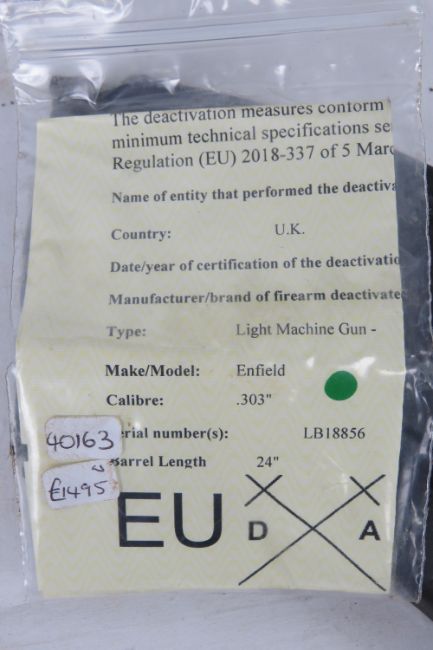 The deactivation measures conform
minimum technical specifications se
Regulation (EU) 2018-337 of 5 Marc
Name of entity that performed the deactiva
Country: U.K.
Date/year of certification of the deactivatio
Manufacturer/brand of firearm deactivated
Type: Light Machine Gun -
Make/Model: Enfield
Calibre: .303"
40163 erial number(s): LB18856
Barrel Length 24"
£1495
EU D A